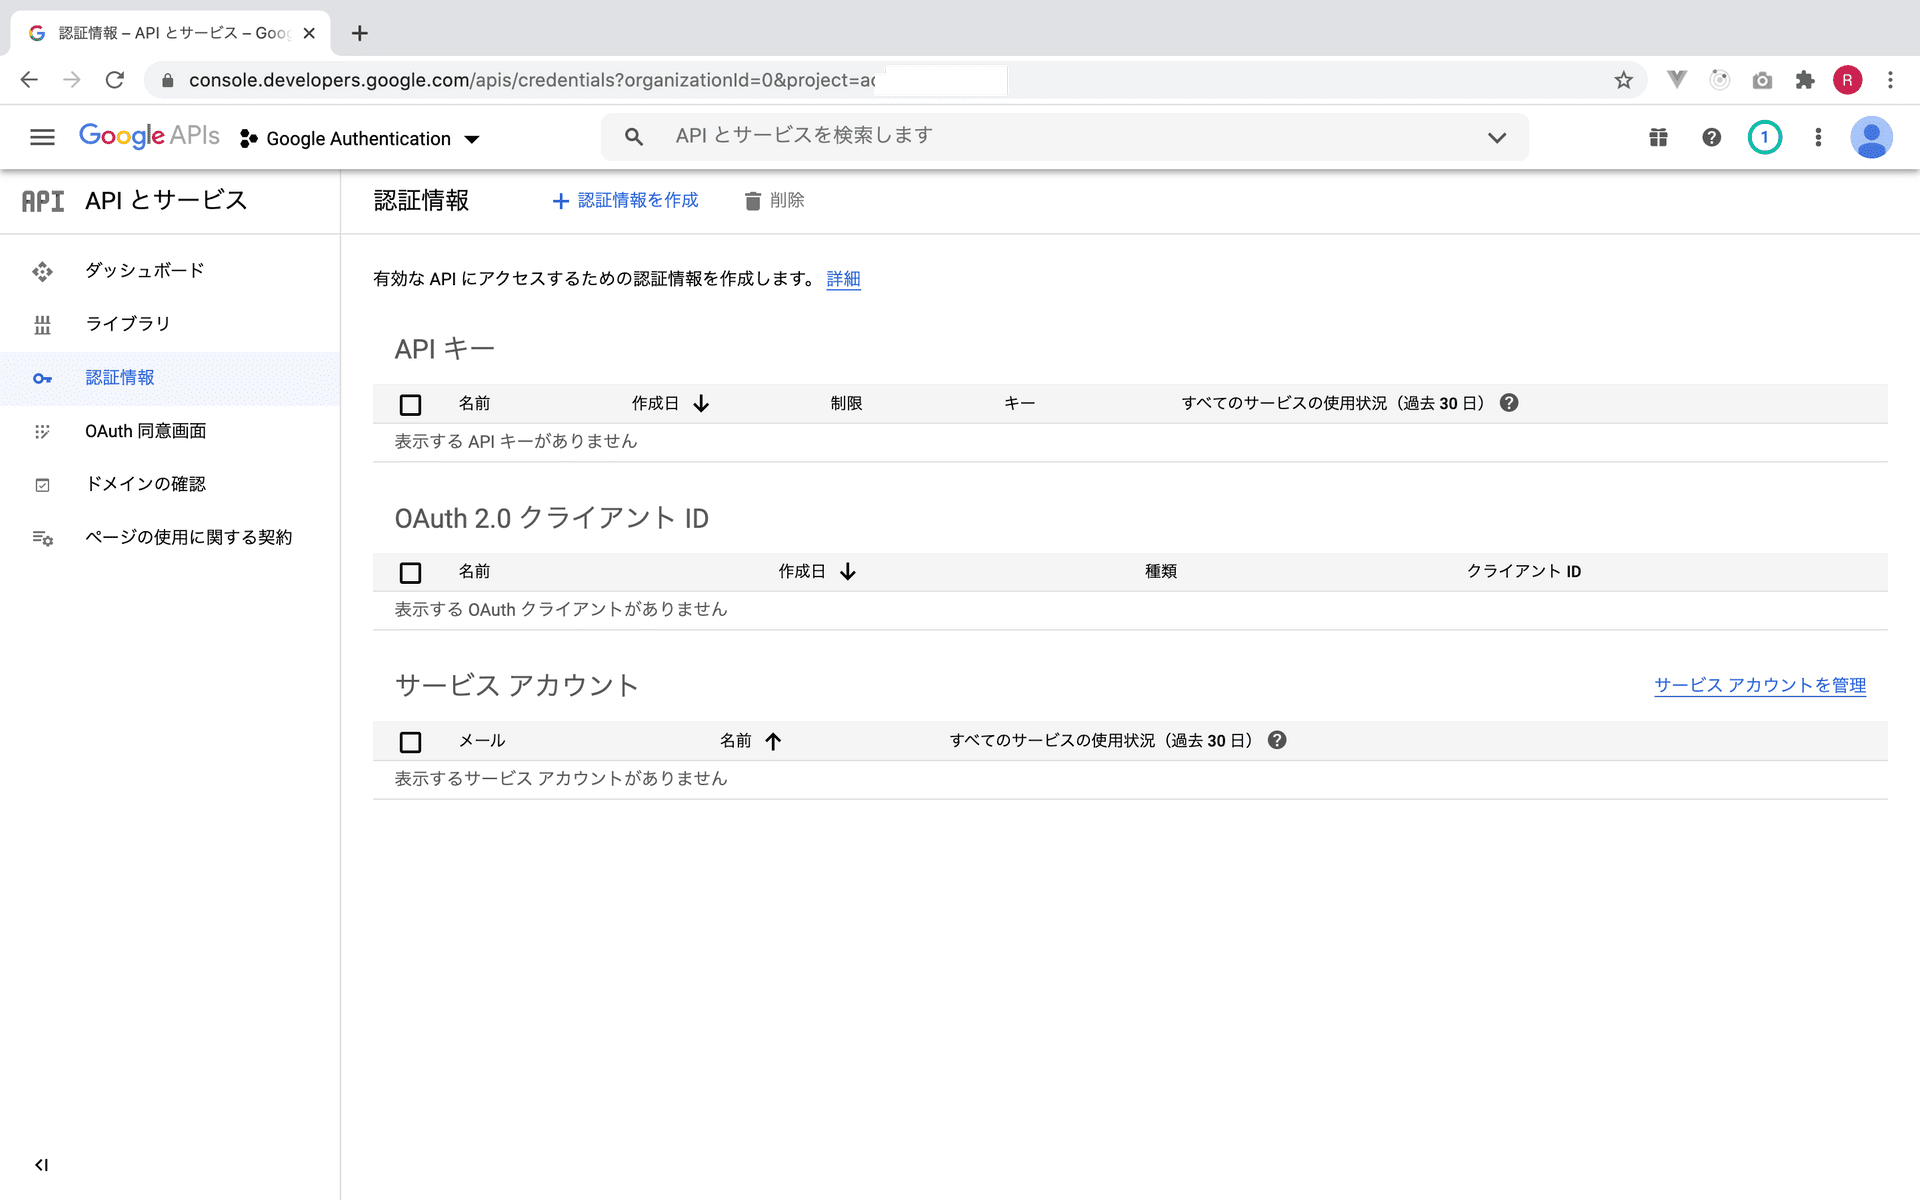 認証情報 – API とサービス – Goo
console.developers.google.com/apis/credentials?organizationId=0&project=ac
R
Google APIs
Google Authentication
API とサービスを検索します
1
API
API とサービス
認証情報
認証情報を作成
削除
ダッシュボード
ライブラリ
認証情報
OAuth 同意画面
ドメインの確認
ページの使用に関する契約
有効な API にアクセスするための認証情報を作成します。 詳細
API キー
名前 作成日 制限 キー すべてのサービスの使用状況（過去 30 日）
表示する API キーがありません
OAuth 2.0 クライアント ID
名前 作成日 種類 クライアント ID
表示する OAuth クライアントがありません
サービス アカウント
サービス アカウントを管理
メール 名前 すべてのサービスの使用状況（過去 30 日）
表示するサービス アカウントがありません